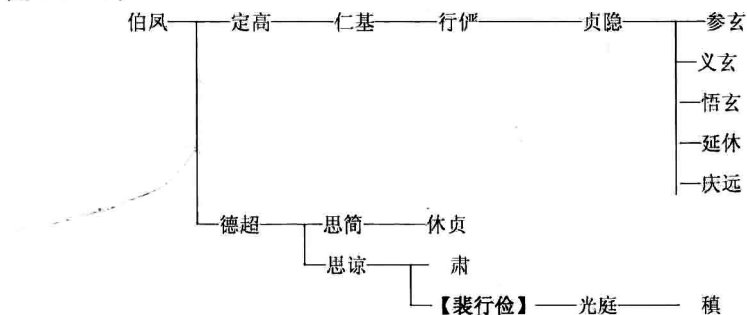 伯凤 定高 仁基 行俨 贞隐 参玄
义玄
悟玄
延休
庆远
德超 思简 休贞
思谅 肃
【裴行俭】 光庭 稹